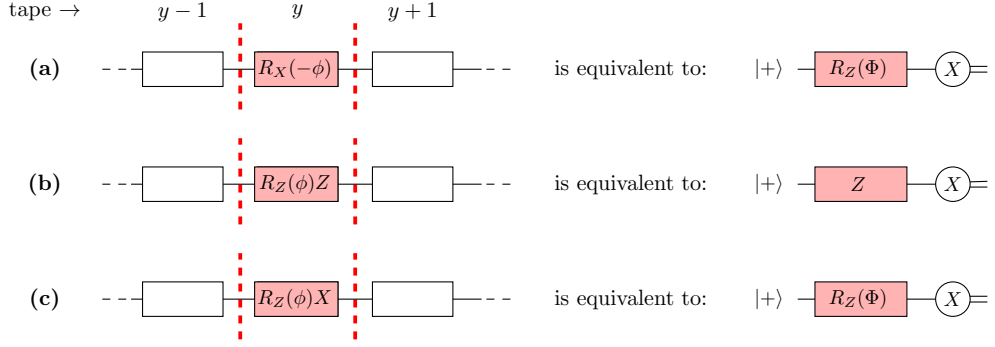 tape → y − 1 y y + 1
(a) R_X(−ϕ) is equivalent to: |+⟩ R_Z(Φ) X
(b) R_Z(ϕ)Z is equivalent to: |+⟩ Z X
(c) R_Z(ϕ)X is equivalent to: |+⟩ R_Z(Φ) X